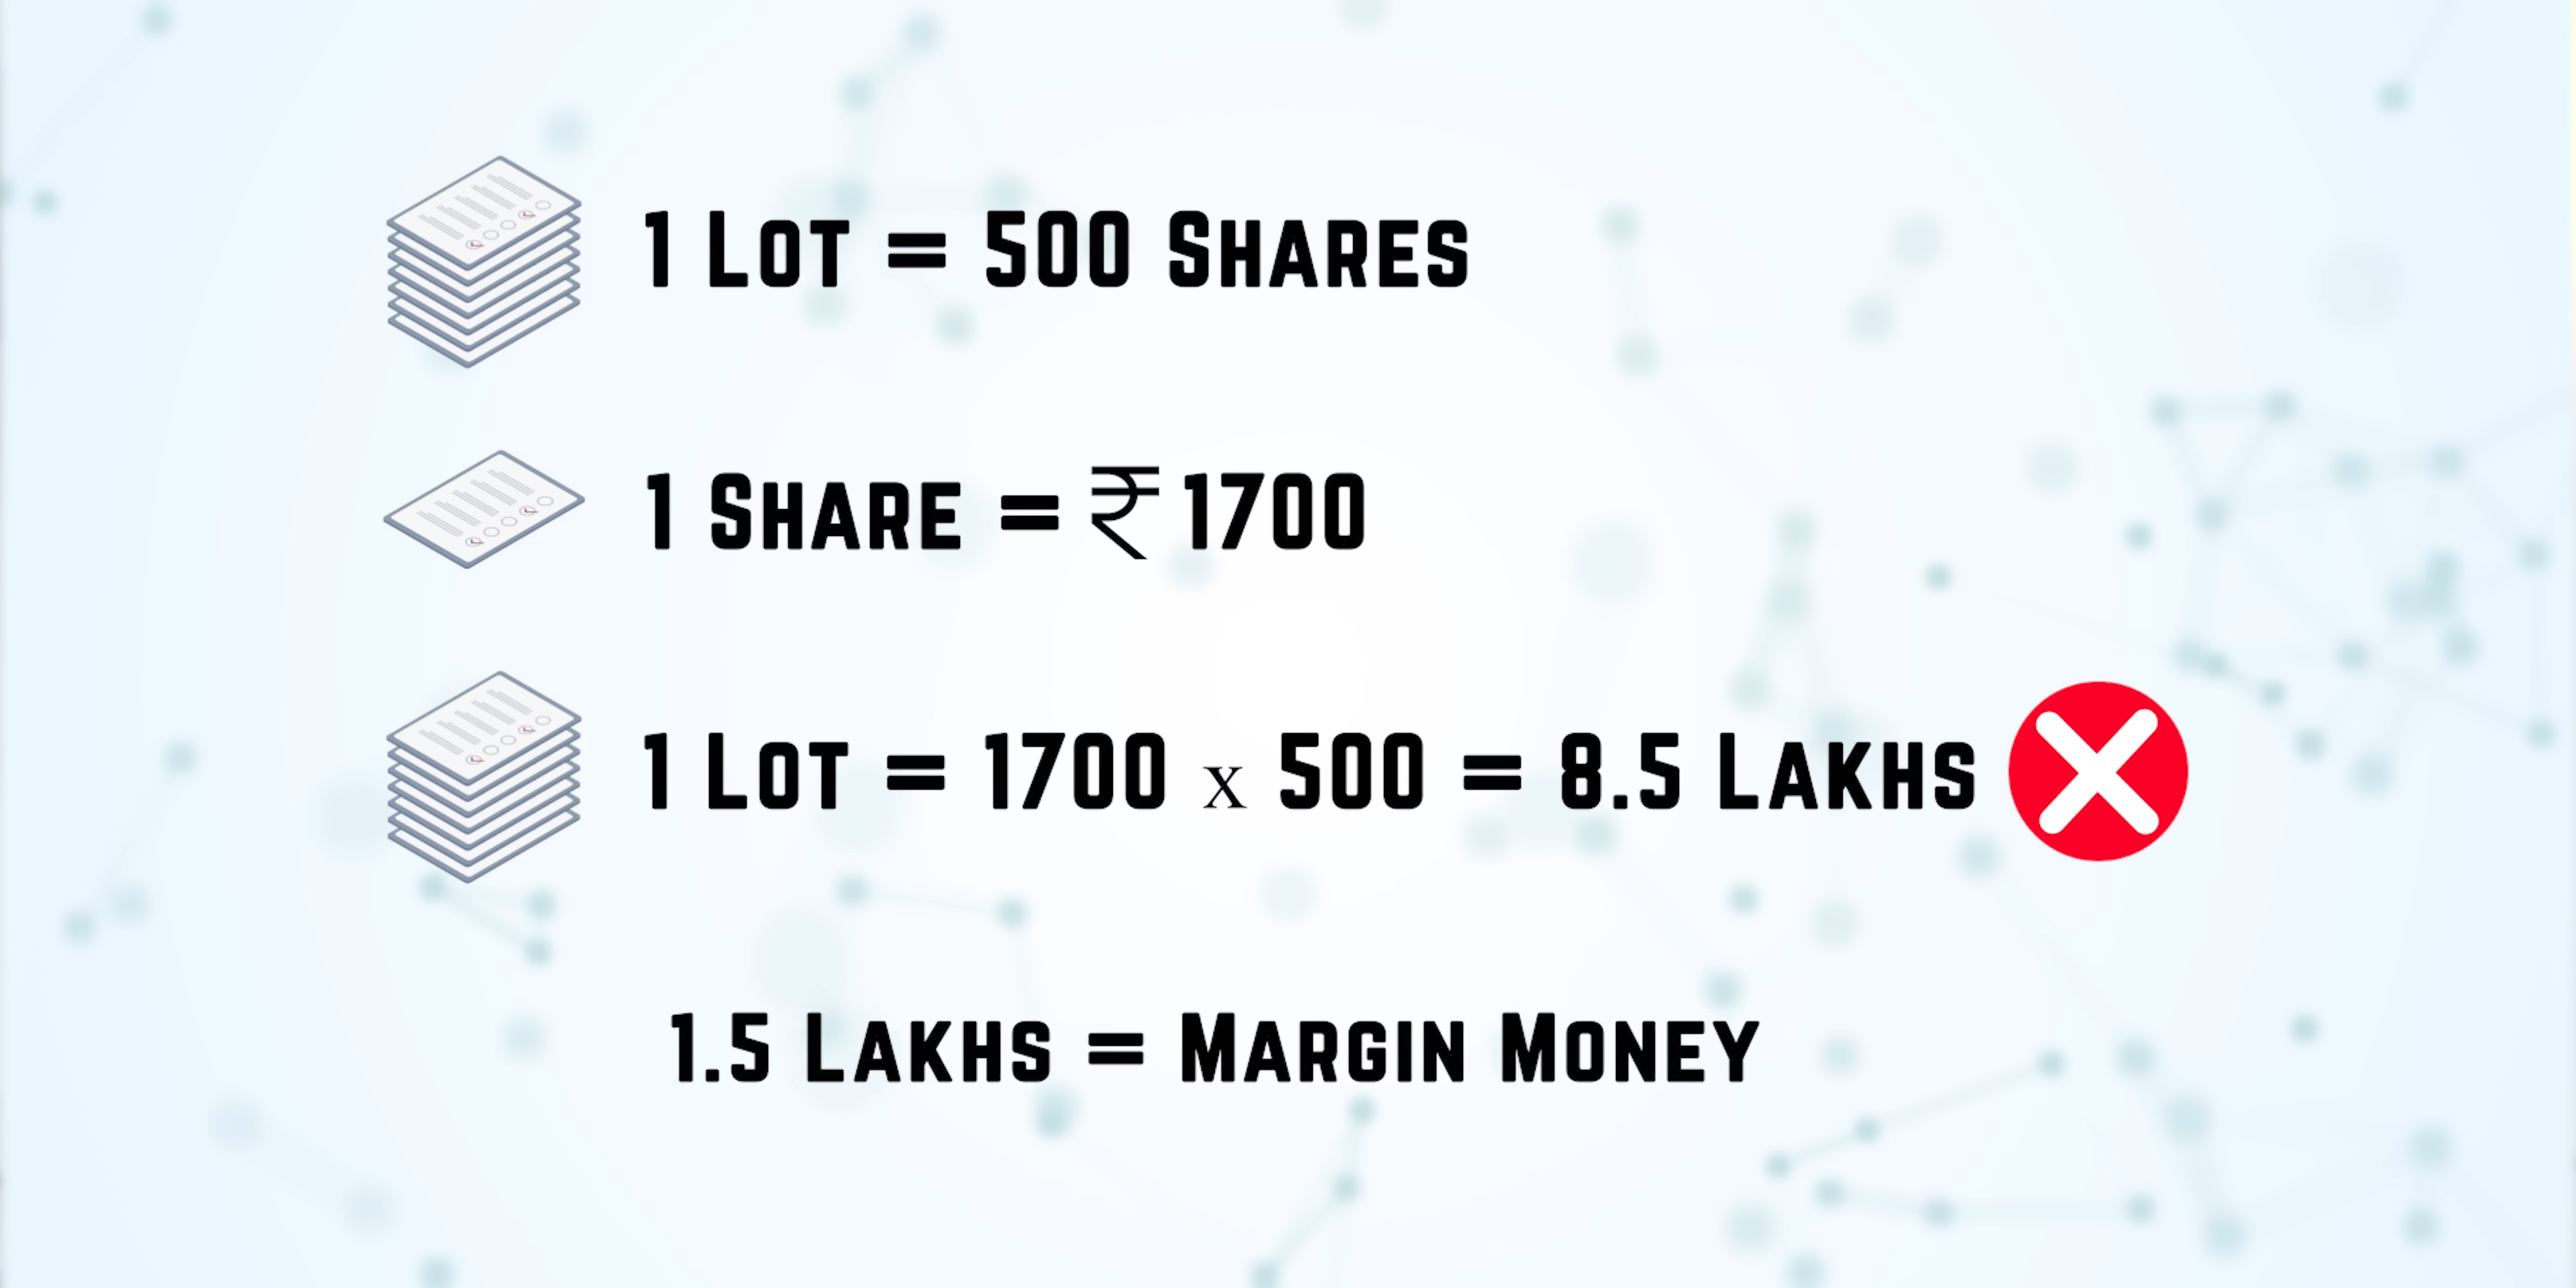 1 Lot = 500 Shares
1 Share = ₹ 1700
1 Lot = 1700 x 500 = 8.5 Lakhs
1.5 Lakhs = Margin Money